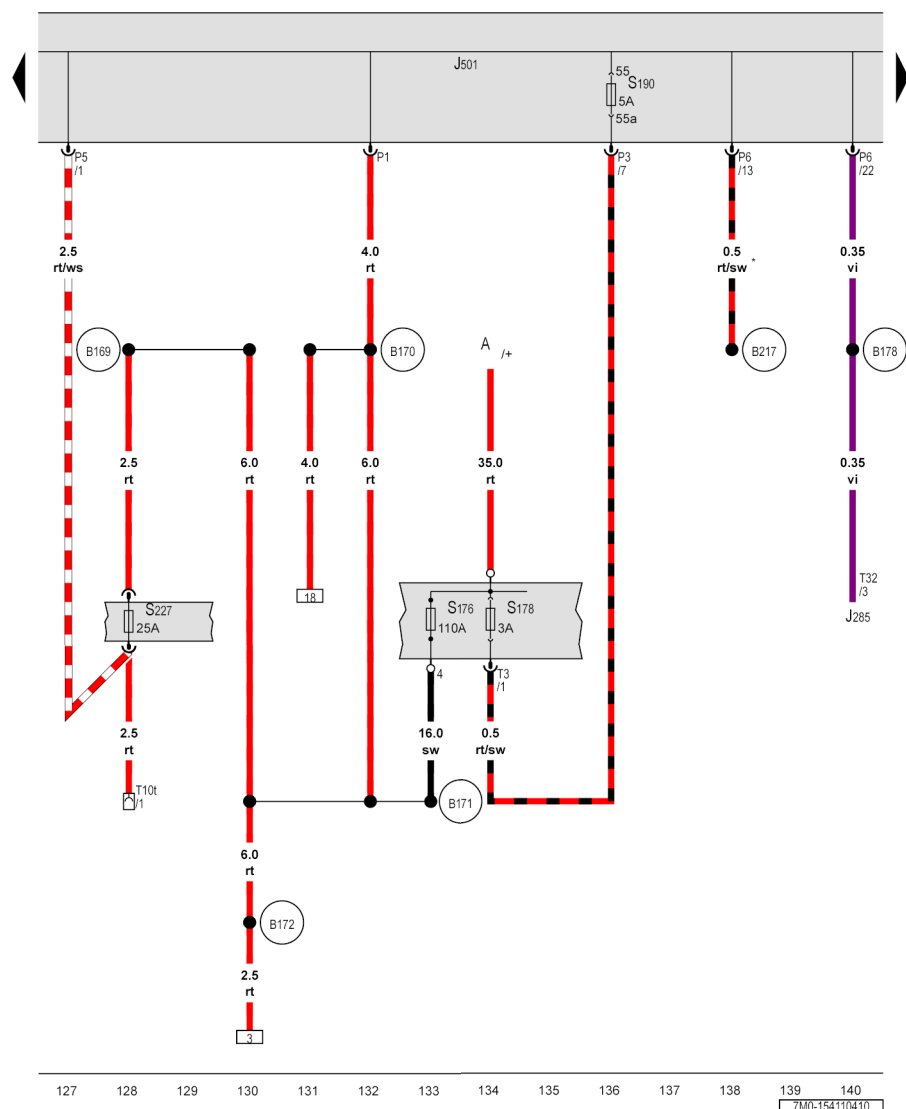 J501
55
S190
5A
55a
P5
/1
P1
P3
/7
P6
/13
P6
/22
2.5
rt/ws
4.0
rt
0.5
rt/sw *
0.35
vi
B169
B170
A
/+
B217
B178
2.5
rt
6.0
rt
4.0
rt
6.0
rt
35.0
rt
0.35
vi
T32
/3
J285
18
S227
25A
S176
110A
S178
3A
4
T3
/1
2.5
rt
16.0
sw
0.5
rt/sw
T10t
/1
B171
6.0
rt
B172
2.5
rt
3
127 128 129 130 131 132 133 134 135 136 137 138 139 140
7M0-154110410